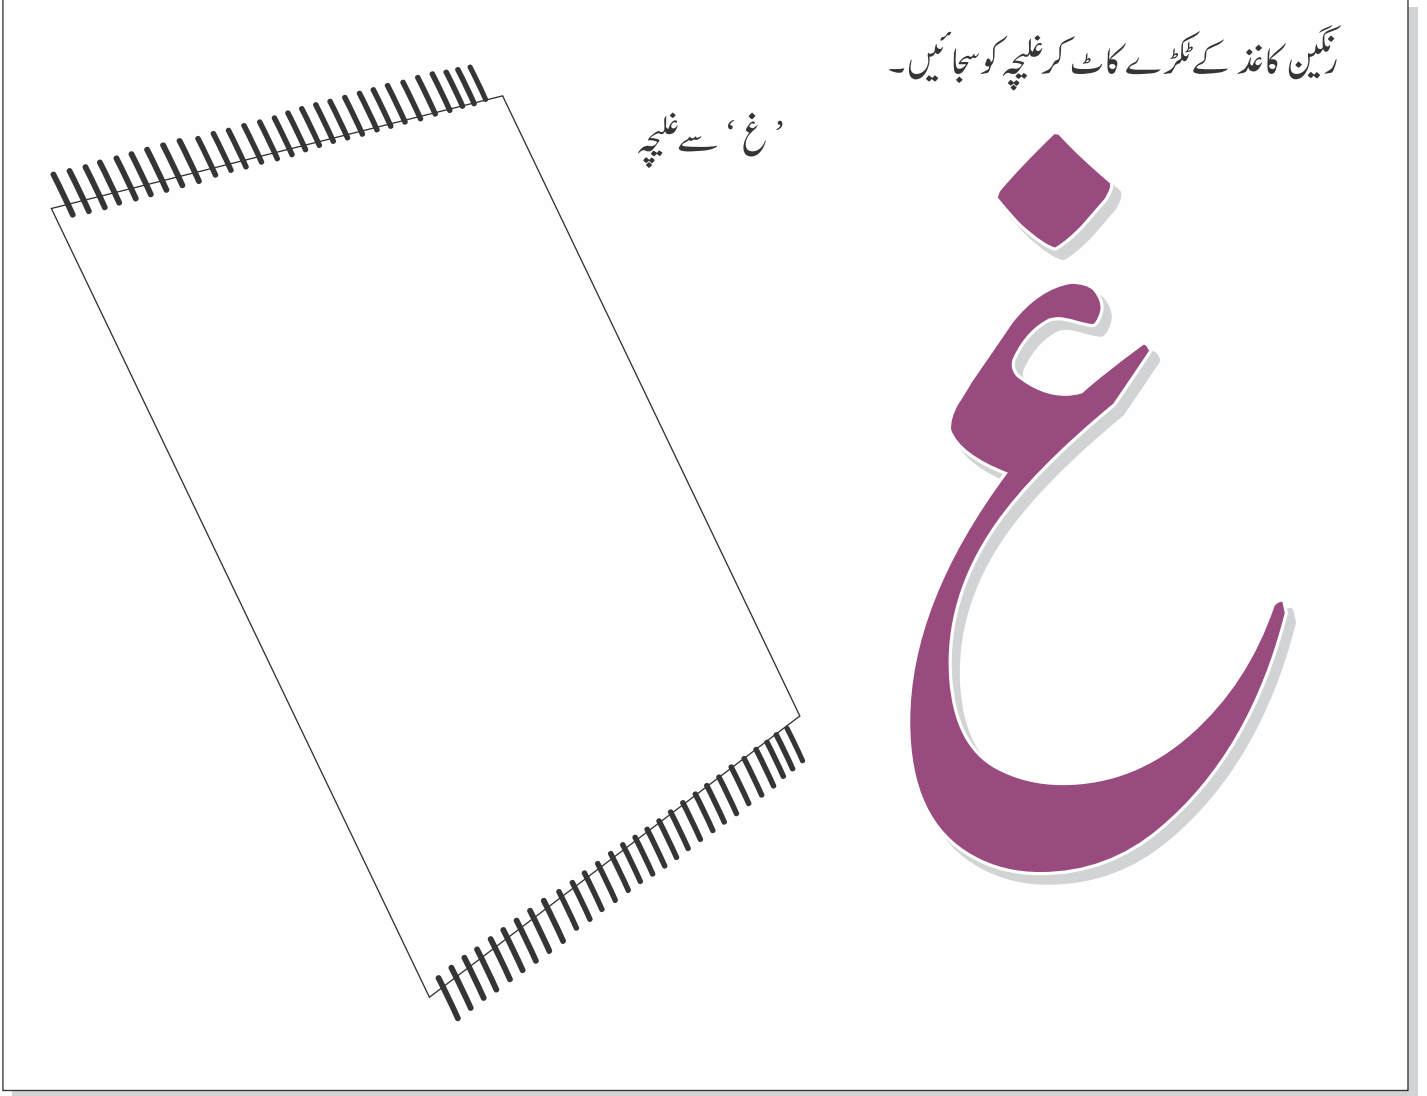 رنگین کاغذ کے ٹکڑے کاٹ کر غلیچہ کو سجائیں۔
’ غ ‘ سے غلیچہ
غ